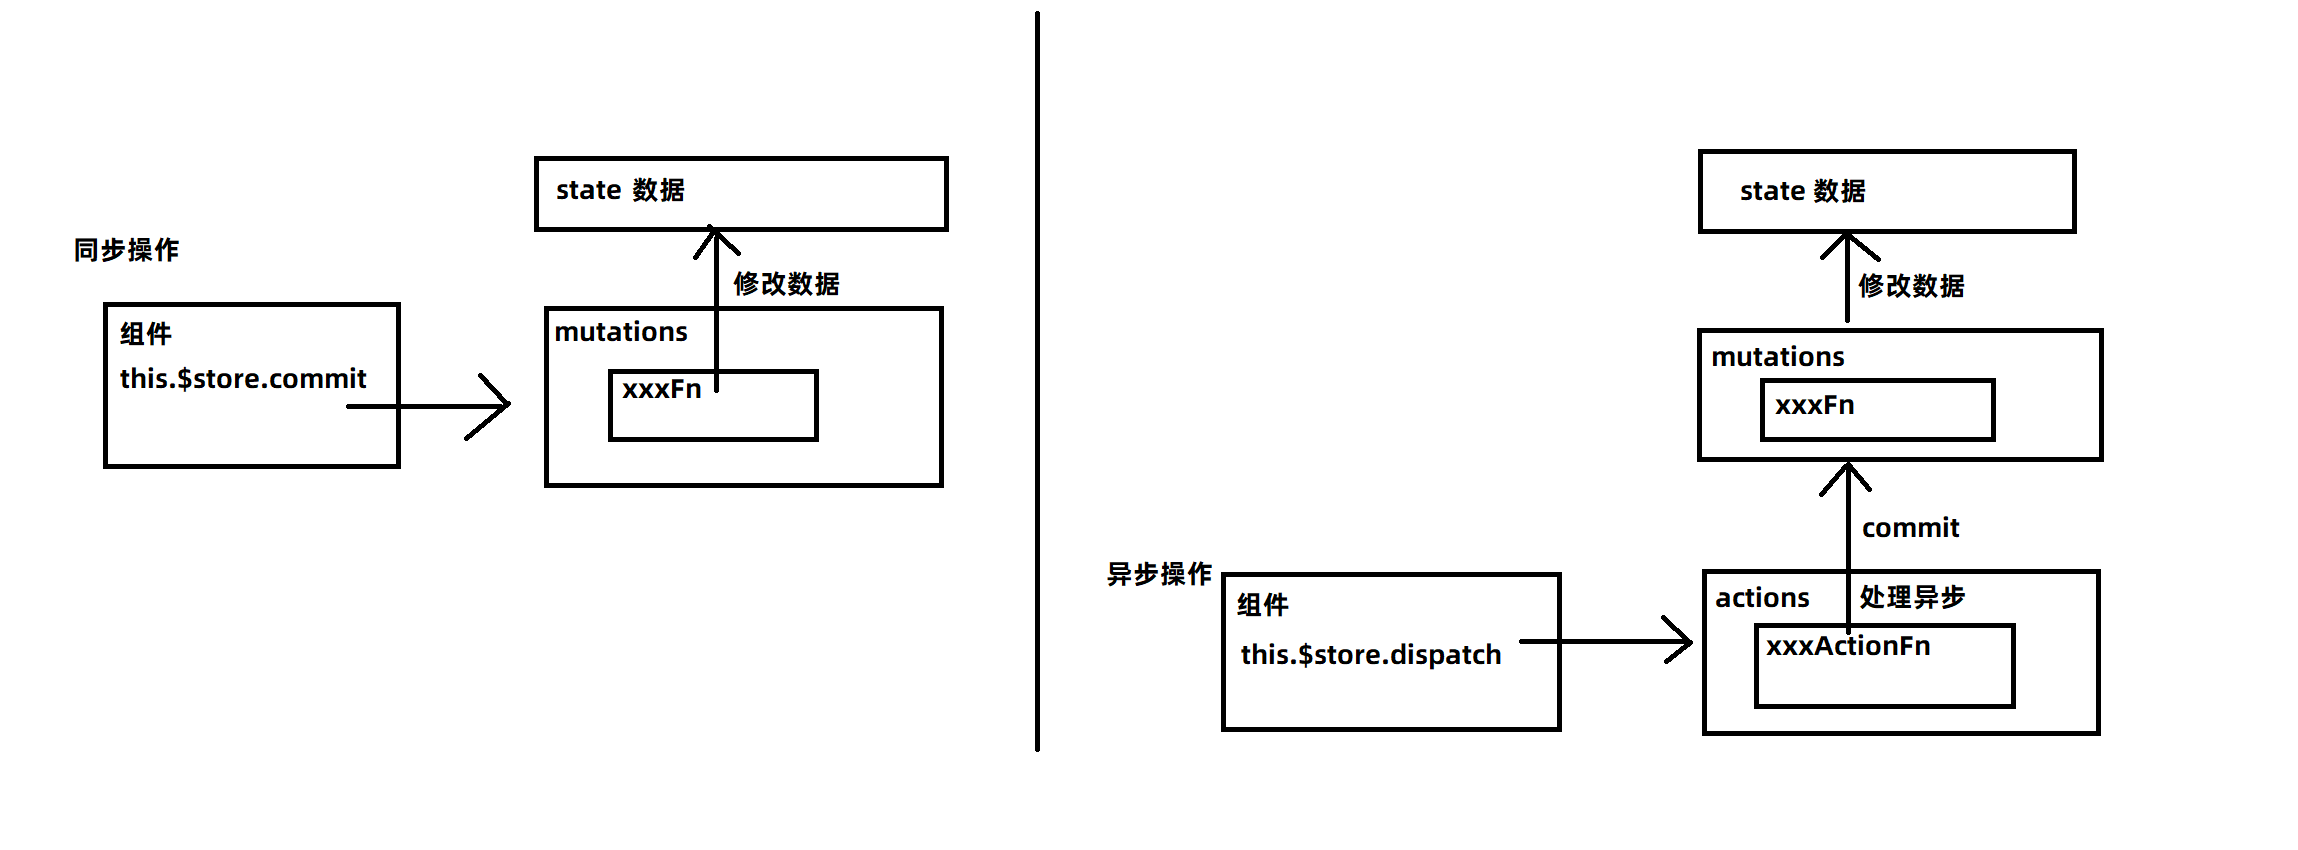 同步操作
组件
this.$store.commit
state 数据
修改数据
mutations
xxxFn
异步操作
组件
this.$store.dispatch
state 数据
修改数据
mutations
xxxFn
commit
actions 处理异步
xxxActionFn